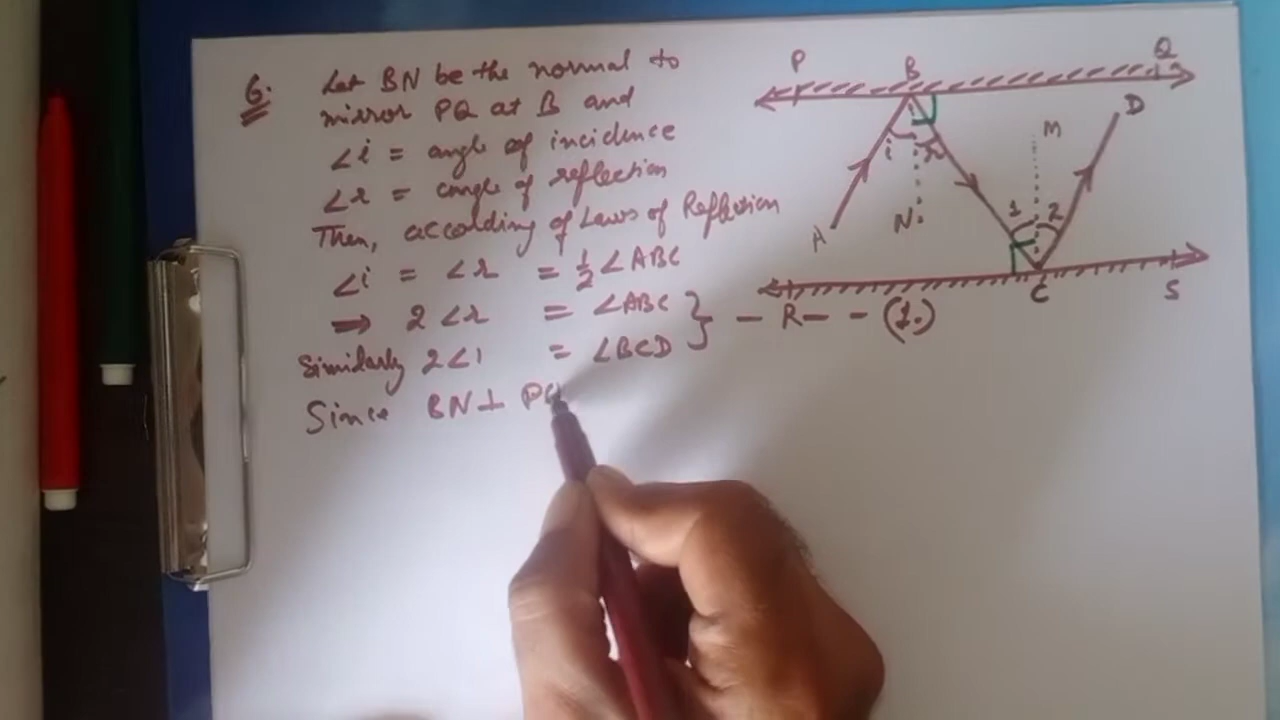 6. Let BN be the normal to
mirror PQ at B and
∠i = angle of incidence
∠r = angle of reflection
Then, according of Laws of Reflection
∠i = ∠r = 1/2 ∠ABC
⇒ 2∠r = ∠ABC
Similarly 2∠1 = ∠BCD } - - - (1.)
Since BN ⊥ PQ
P B Q
D
i r
M
A N
1 2
C S
R